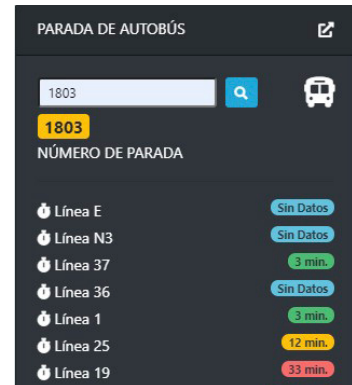 PARADA DE AUTOBÚS
1803
1803
NÚMERO DE PARADA
Línea E Sin Datos
Línea N3 Sin Datos
Línea 37 3 min.
Línea 36 Sin Datos
Línea 1 3 min.
Línea 25 12 min.
Línea 19 33 min.